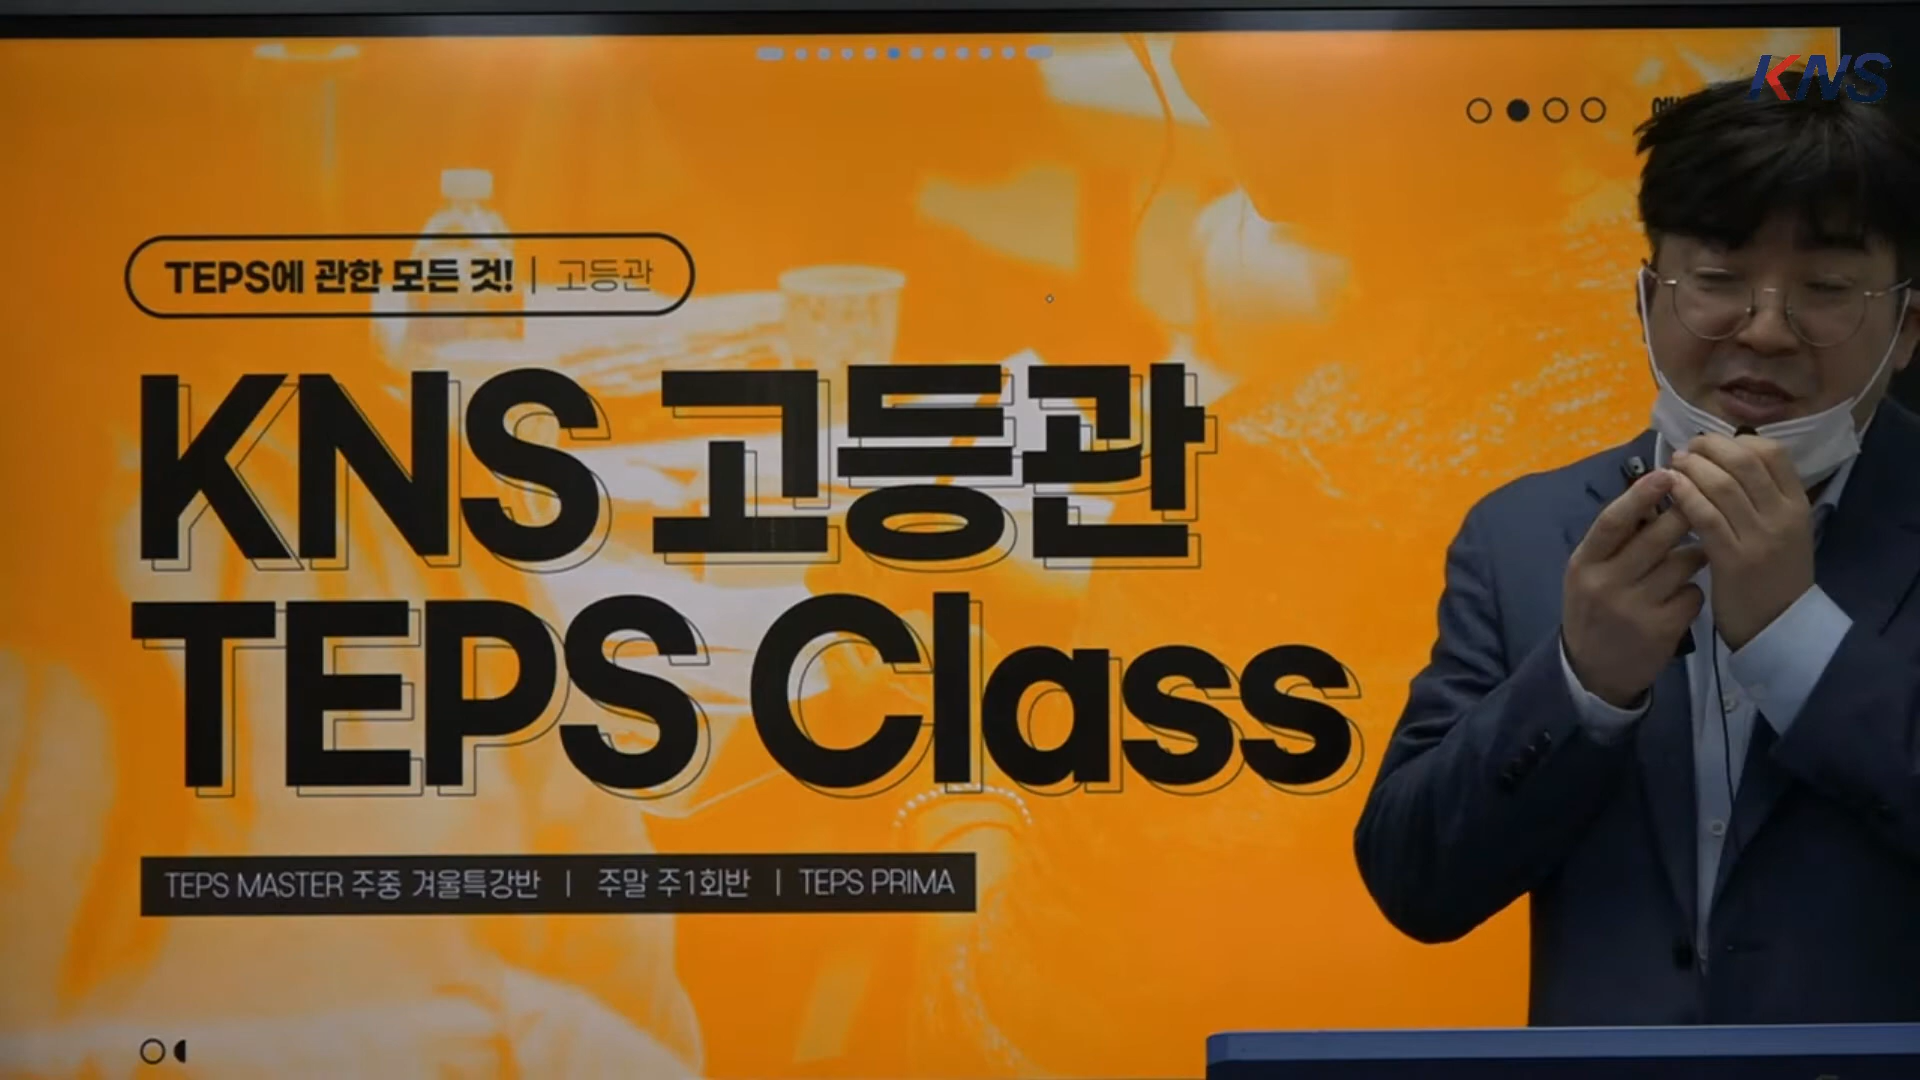 KNS
TEPS에 관한 모든 것! | 고등관
KNS 고등관
TEPS Class
TEPS MASTER 주중 겨울특강반 | 주말 주1회반 | TEPS PRIMA